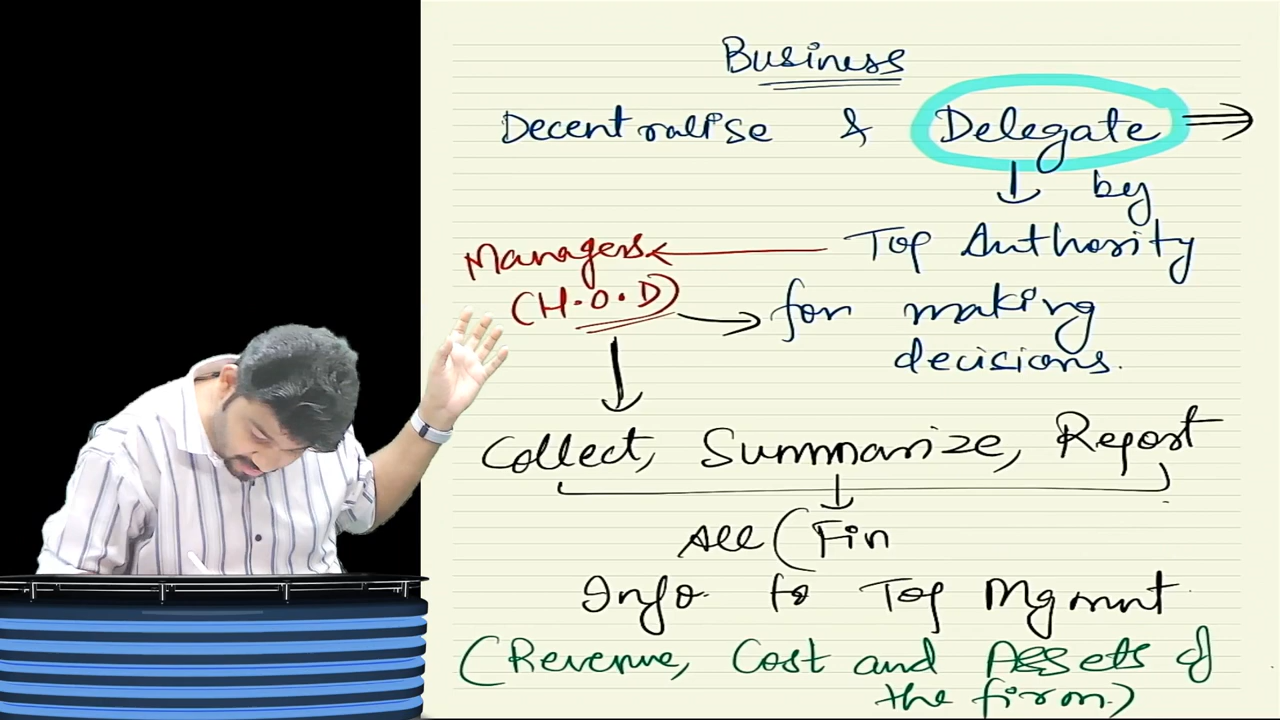 Business
Decentralise & Delegate ⇒
↓ by
Managers ← Top Authority
(H.O.D) → for making
decisions.
↓
Collect, Summarize, Report
↓
All (Fin
Info to Top Mgmnt
(Revenue, Cost and Assets of
the firm)